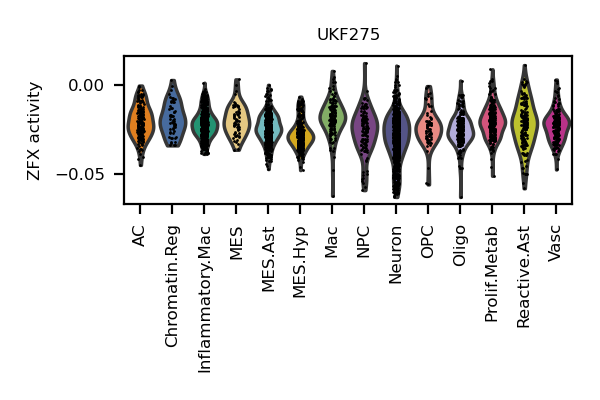 UKF275
ZFX activity
0.00
−0.05
AC
Chromatin.Reg
Inflammatory.Mac
MES
MES.Ast
MES.Hyp
Mac
NPC
Neuron
OPC
Oligo
Prolif.Metab
Reactive.Ast
Vasc